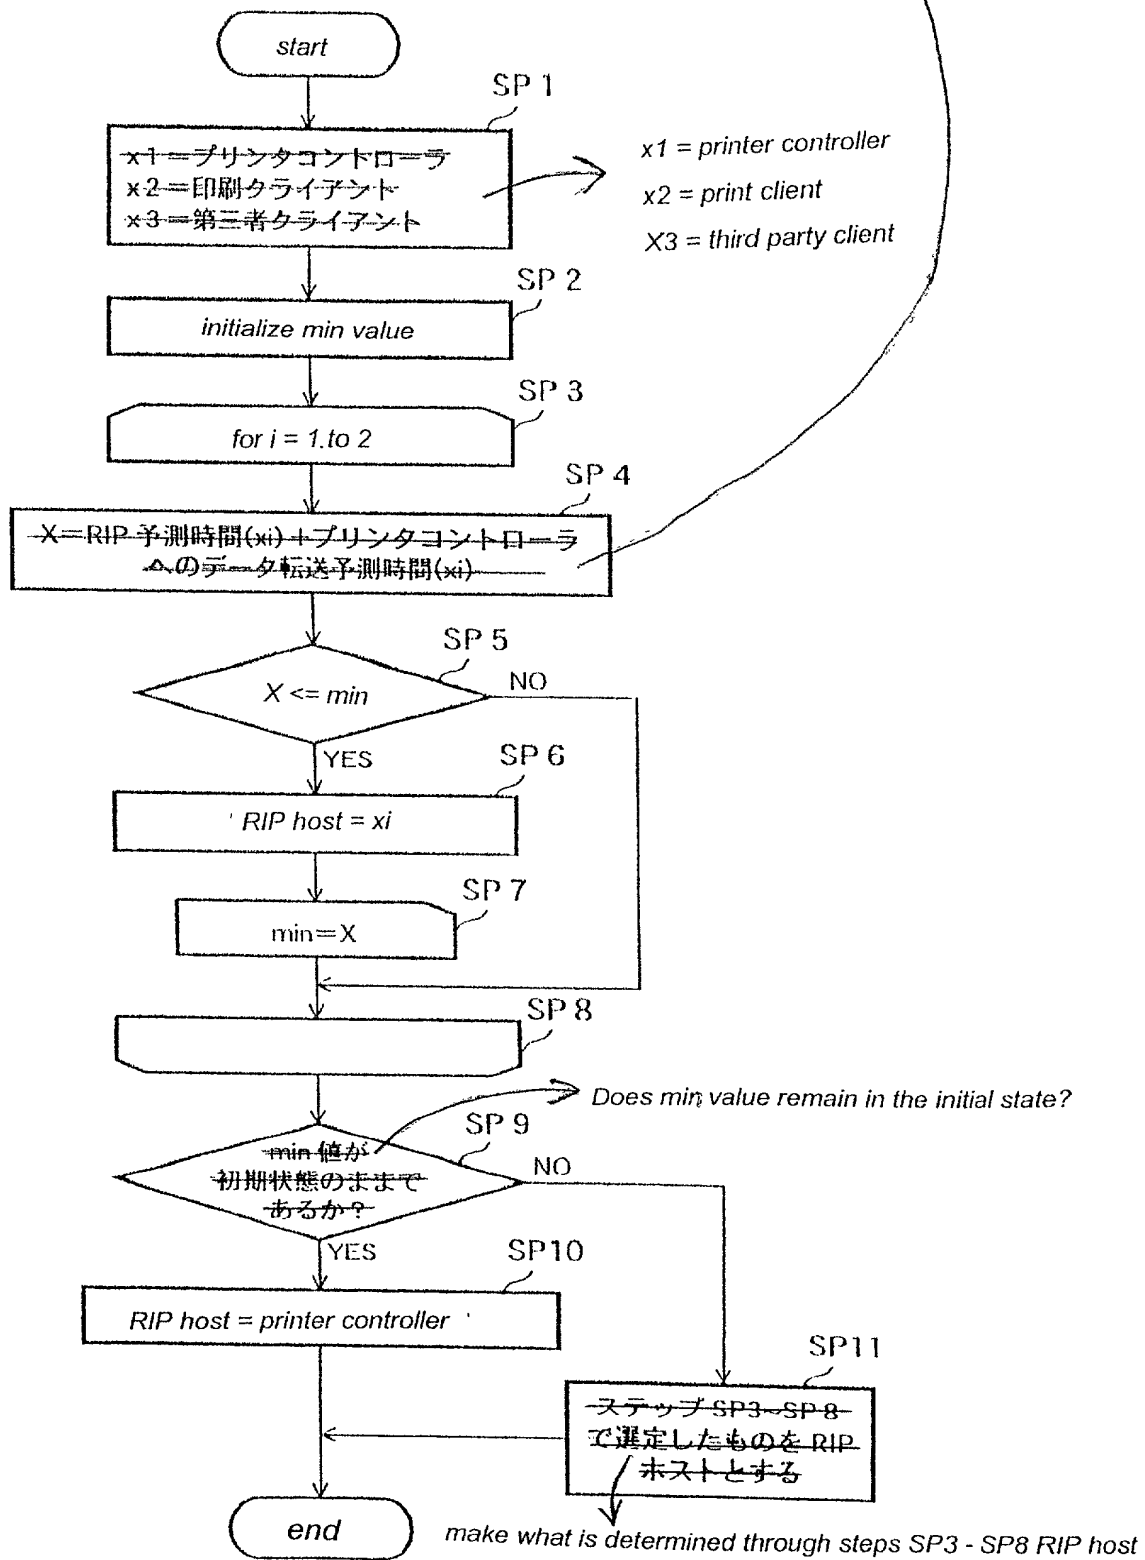 start
SP 1
x1=プリンタコントローラ
x2=印刷クライアント
x3=第三者クライアント
x1 = printer controller
x2 = print client
X3 = third party client
SP 2
initialize min value
SP 3
for i = 1.to 2
SP 4
X=RIP 予測時間(xi)+プリンタコントローラ
へのデータ転送予測時間(xi)
SP 5
X <= min
NO
YES
SP 6
RIP host = xi
SP 7
min=X
SP 8
Does min value remain in the initial state?
SP 9
min 値が
初期状態のままで
あるか?
NO
YES
SP10
RIP host = printer controller
SP11
ステップ SP3~SP 8
で選定したものを RIP
ホストとする
end
make what is determined through steps SP3 - SP8 RIP host